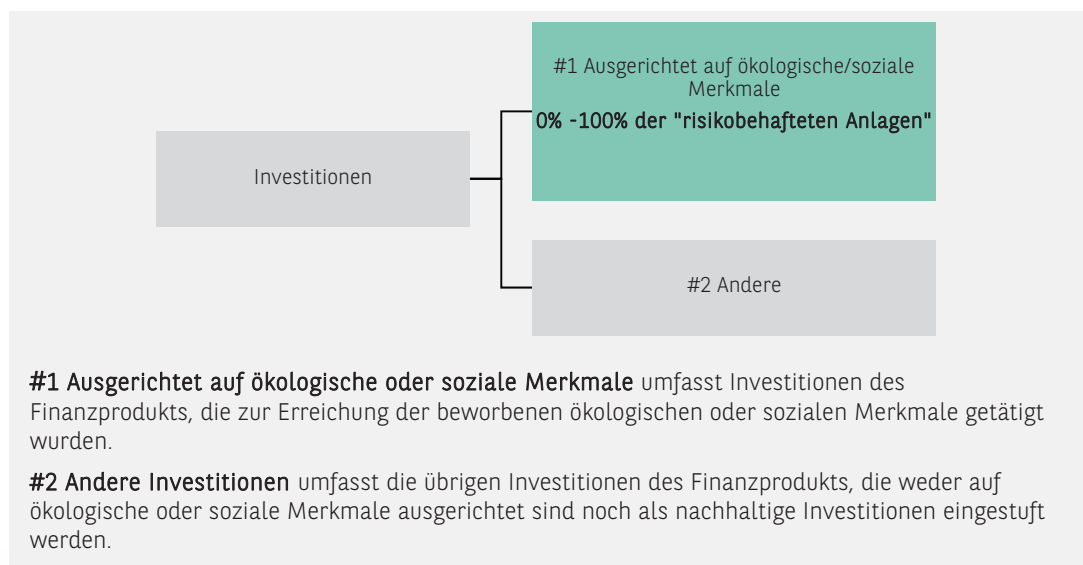 #1 Ausgerichtet auf ökologische/soziale
Merkmale
0% -100% der "risikobehafteten Anlagen"
Investitionen
#2 Andere
#1 Ausgerichtet auf ökologische oder soziale Merkmale umfasst Investitionen des
Finanzprodukts, die zur Erreichung der beworbenen ökologischen oder sozialen Merkmale getätigt
wurden.
#2 Andere Investitionen umfasst die übrigen Investitionen des Finanzprodukts, die weder auf
ökologische oder soziale Merkmale ausgerichtet sind noch als nachhaltige Investitionen eingestuft
werden.